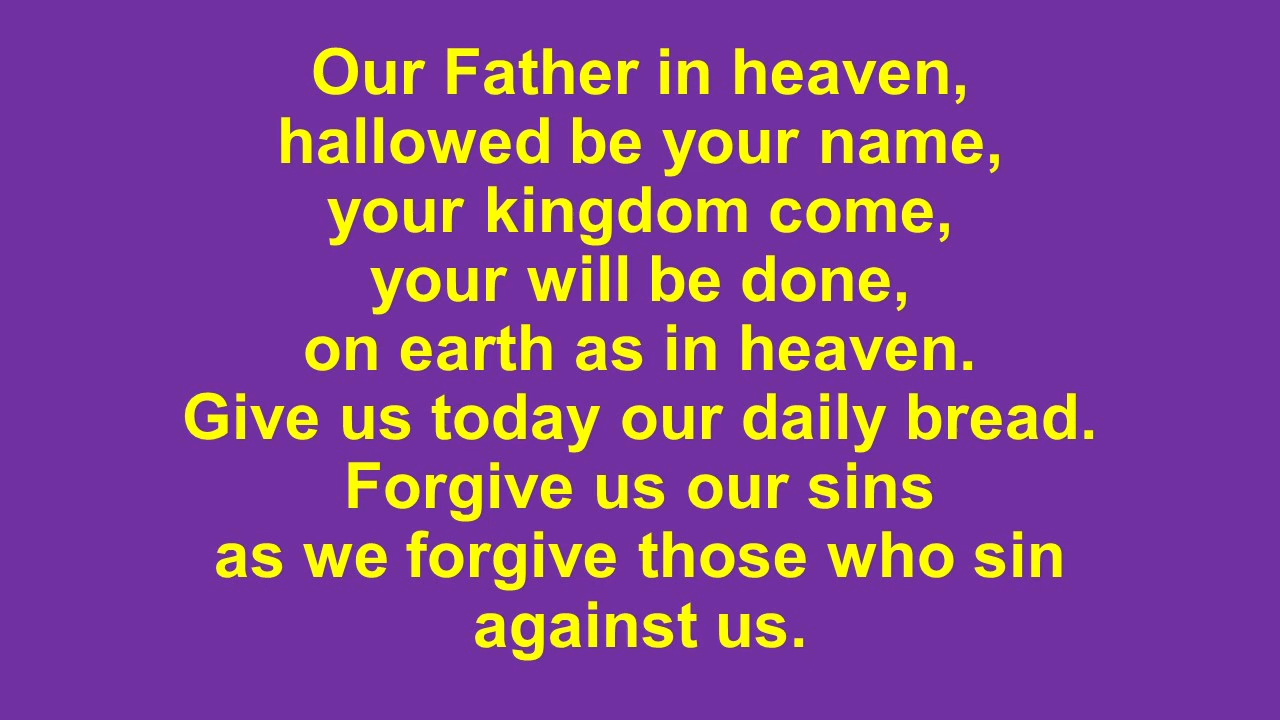 Our Father in heaven,
hallowed be your name,
your kingdom come,
your will be done,
on earth as in heaven.
Give us today our daily bread.
Forgive us our sins
as we forgive those who sin
against us.